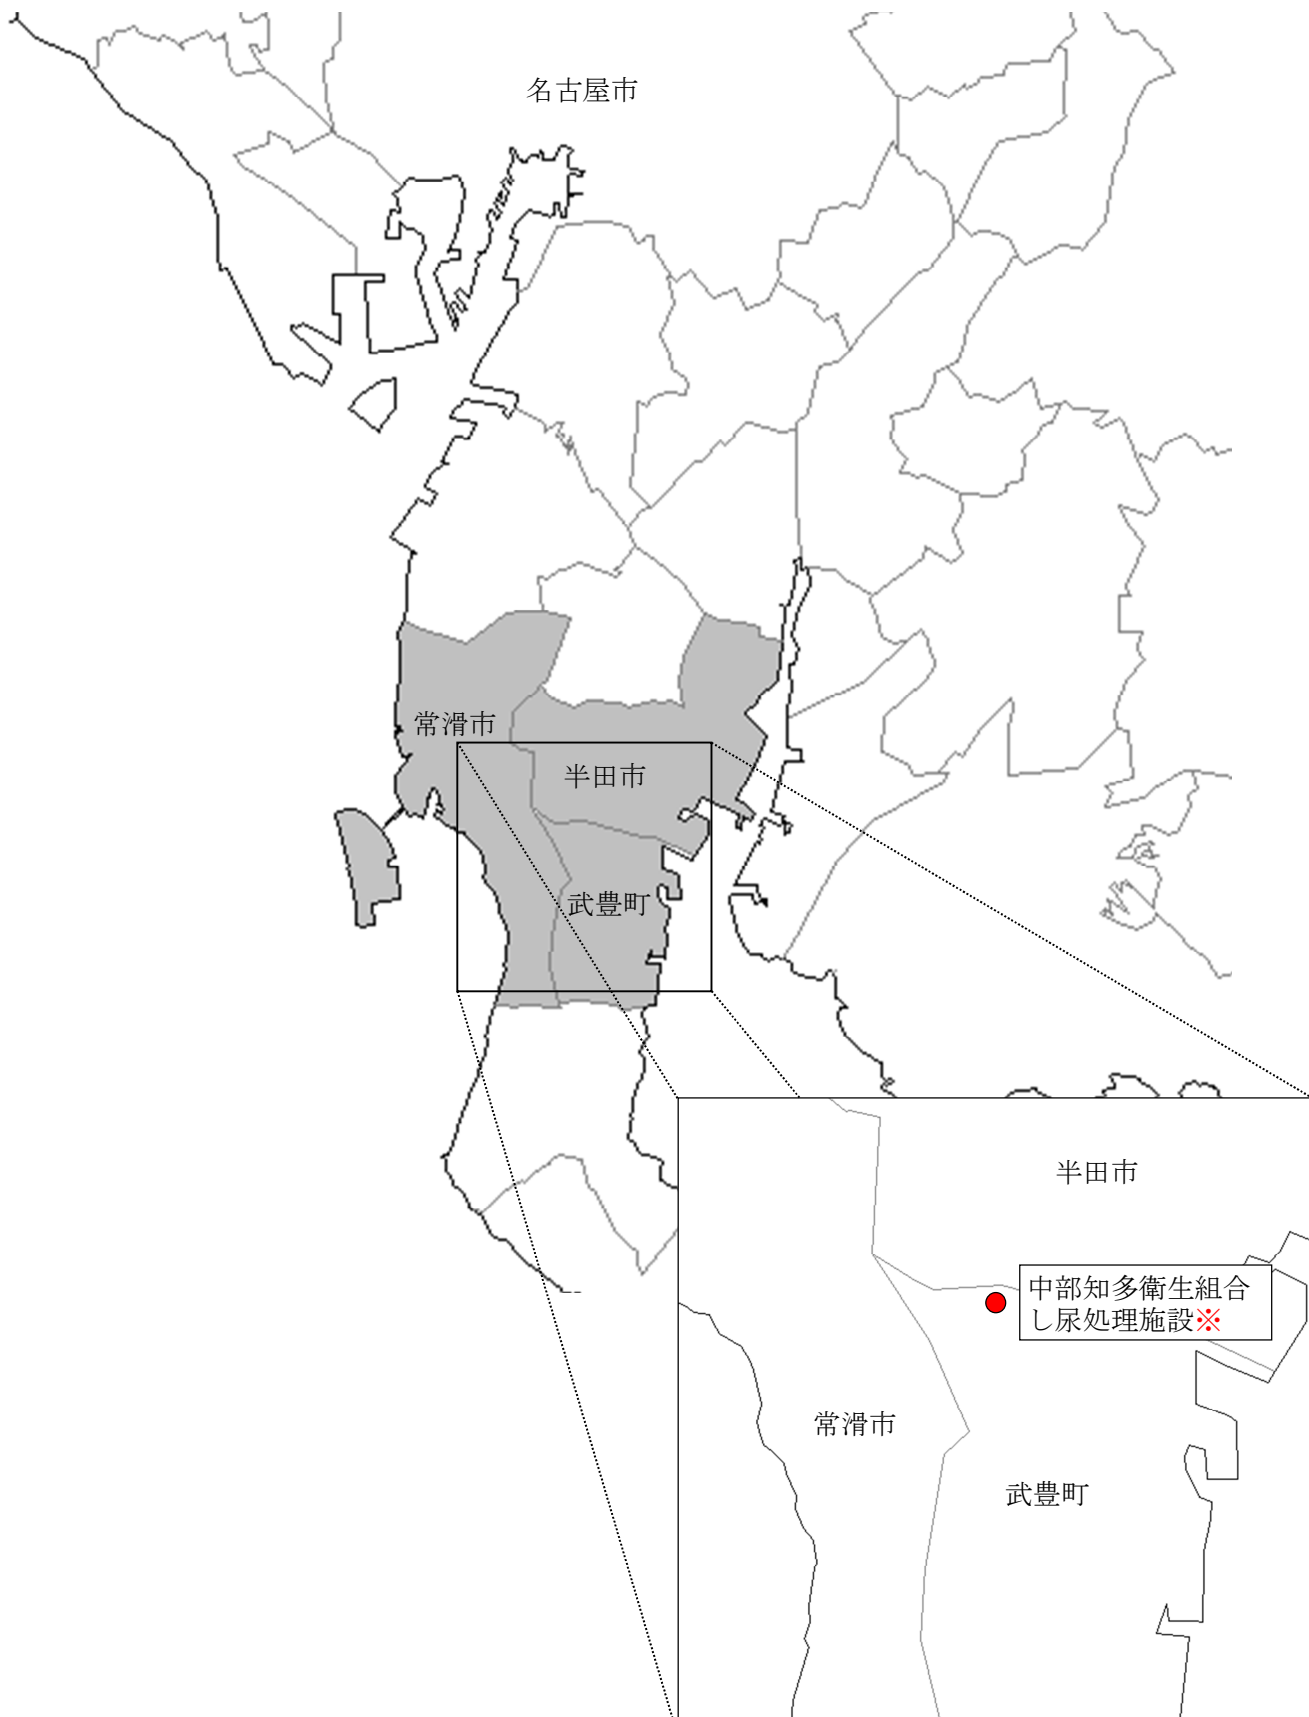 名古屋市
常滑市
半田市
武豊町
半田市
中部知多衛生組合
し尿処理施設※
常滑市
武豊町